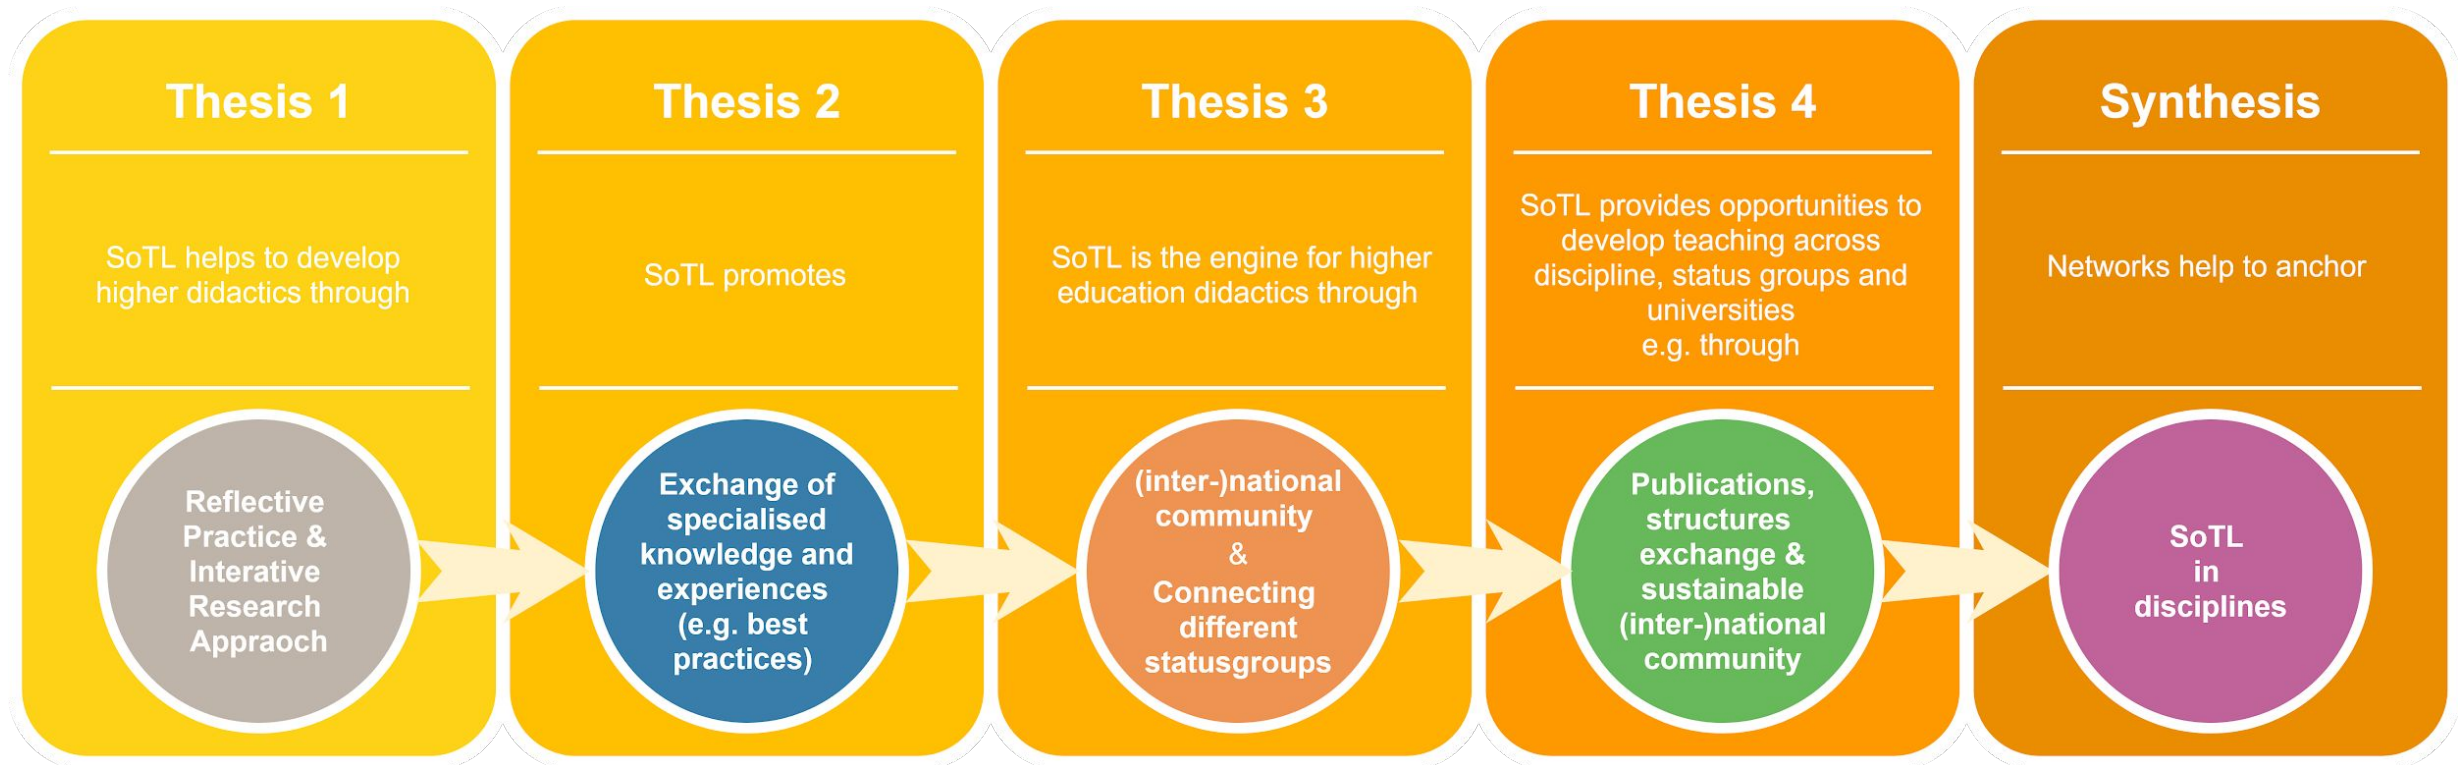 Thesis 1
SoTL helps to develop
higher didactics through
Reflective
Practice &
Interative
Research
Appraoch
Thesis 2
SoTL promotes
Exchange of
specialised
knowledge and
experiences
(e.g. best
practices)
Thesis 3
SoTL is the engine for higher
education didactics through
(inter-)national
community
&
Connecting
different
statusgroups
Thesis 4
SoTL provides opportunities to
develop teaching across
discipline, status groups and
universities
e.g. through
Publications,
structures
exchange &
sustainable
(inter-)national
community
Synthesis
Networks help to anchor
SoTL
in
disciplines